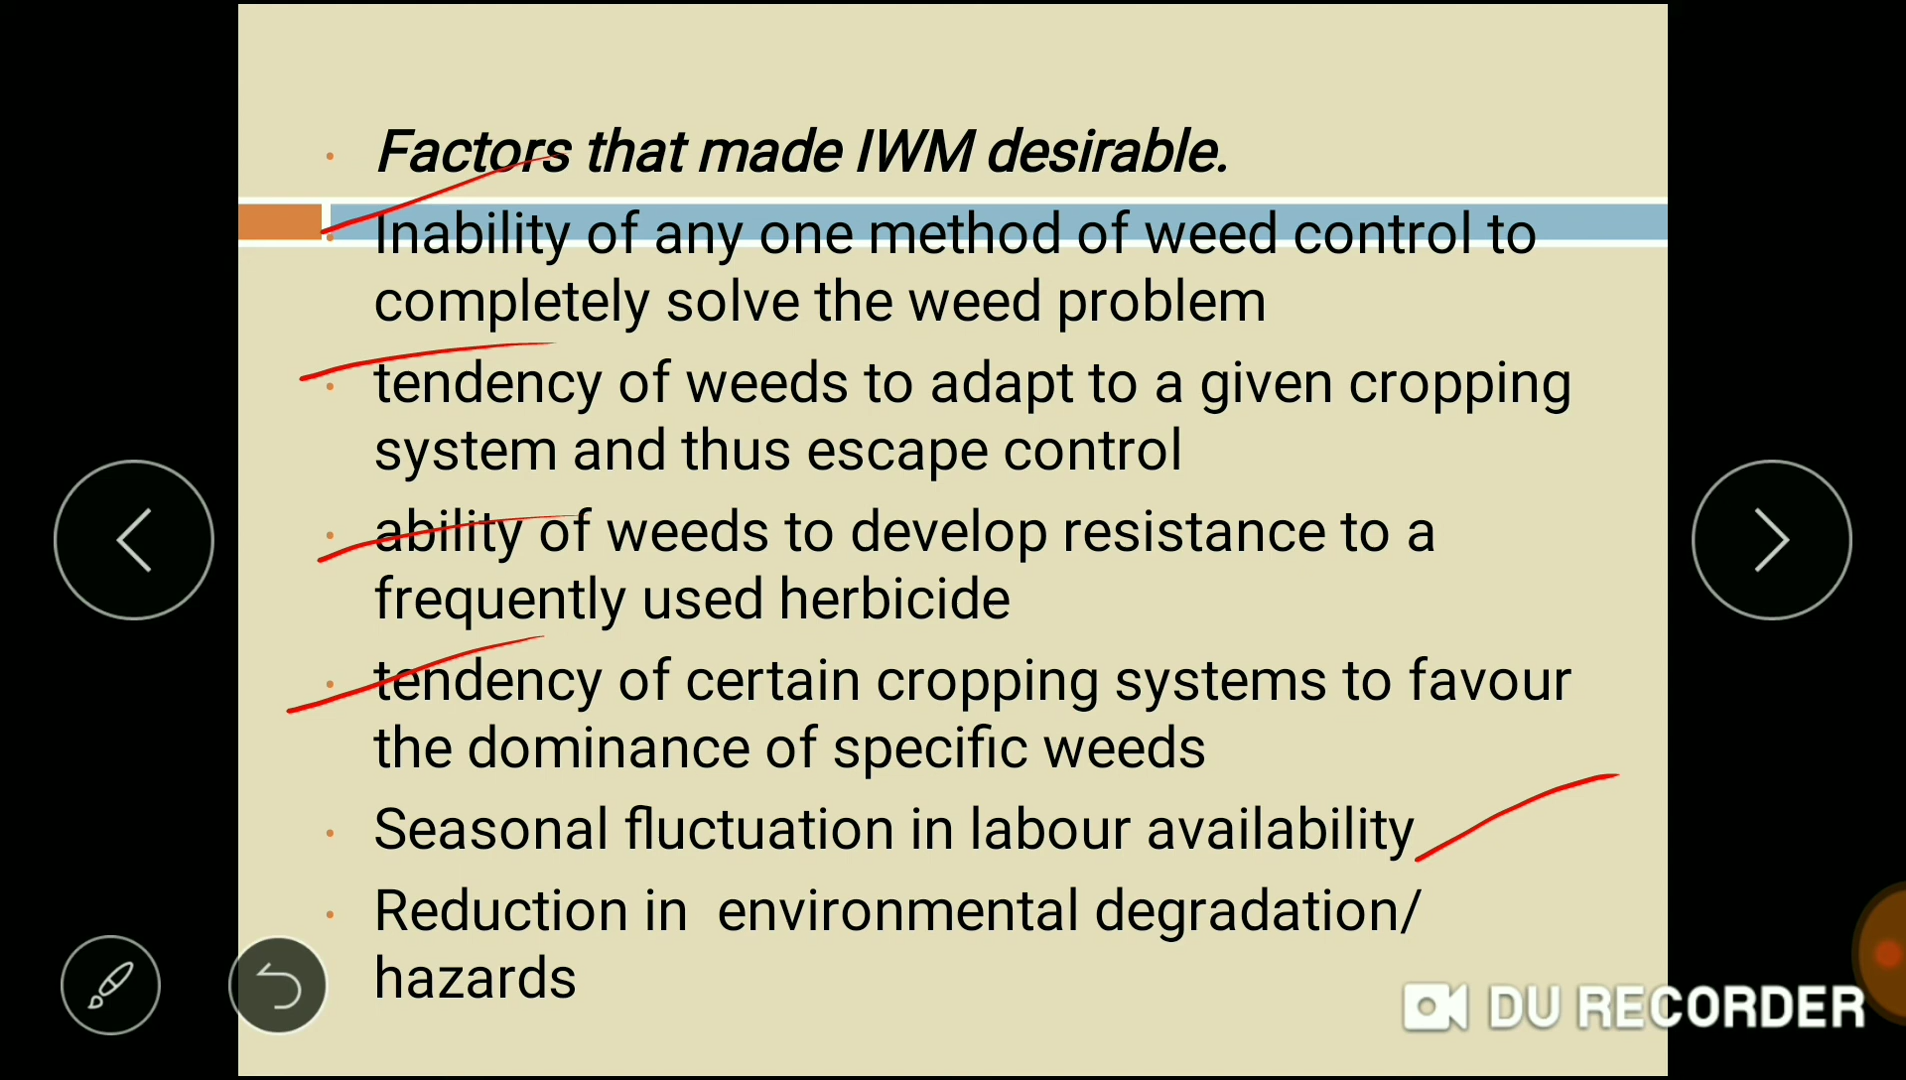 Factors that made IWM desirable.
Inability of any one method of weed control to
completely solve the weed problem
tendency of weeds to adapt to a given cropping
system and thus escape control
ability of weeds to develop resistance to a
frequently used herbicide
tendency of certain cropping systems to favour
the dominance of specific weeds
Seasonal fluctuation in labour availability
Reduction in  environmental degradation/
hazards
DU RECORDER